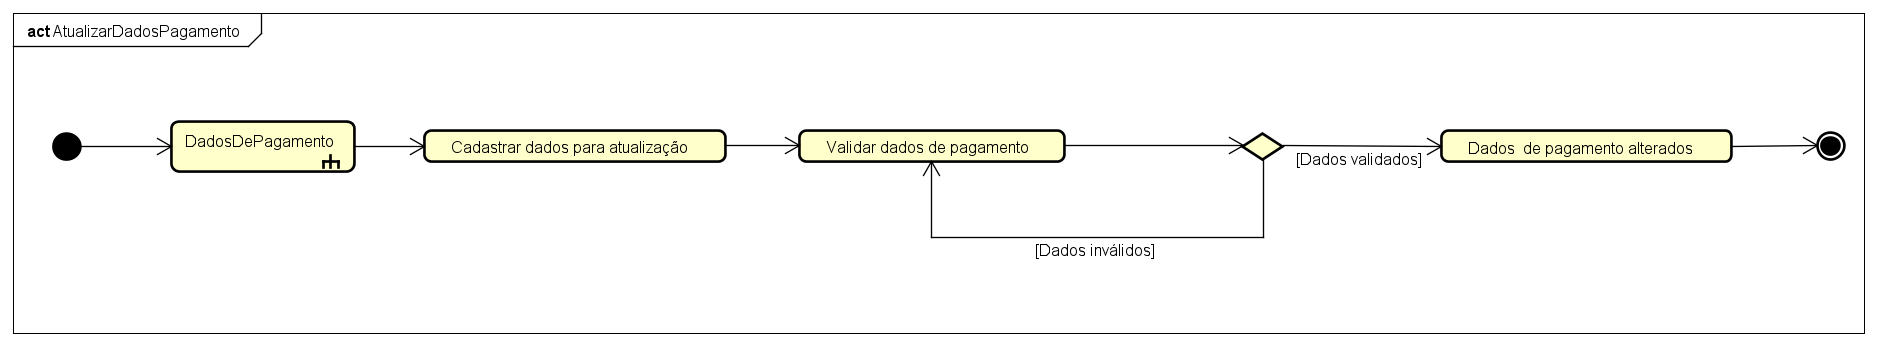 act AtualizarDadosPagamento
DadosDePagamento
Cadastrar dados para atualização
Validar dados de pagamento
[Dados validados]
Dados  de pagamento alterados
[Dados inválidos]